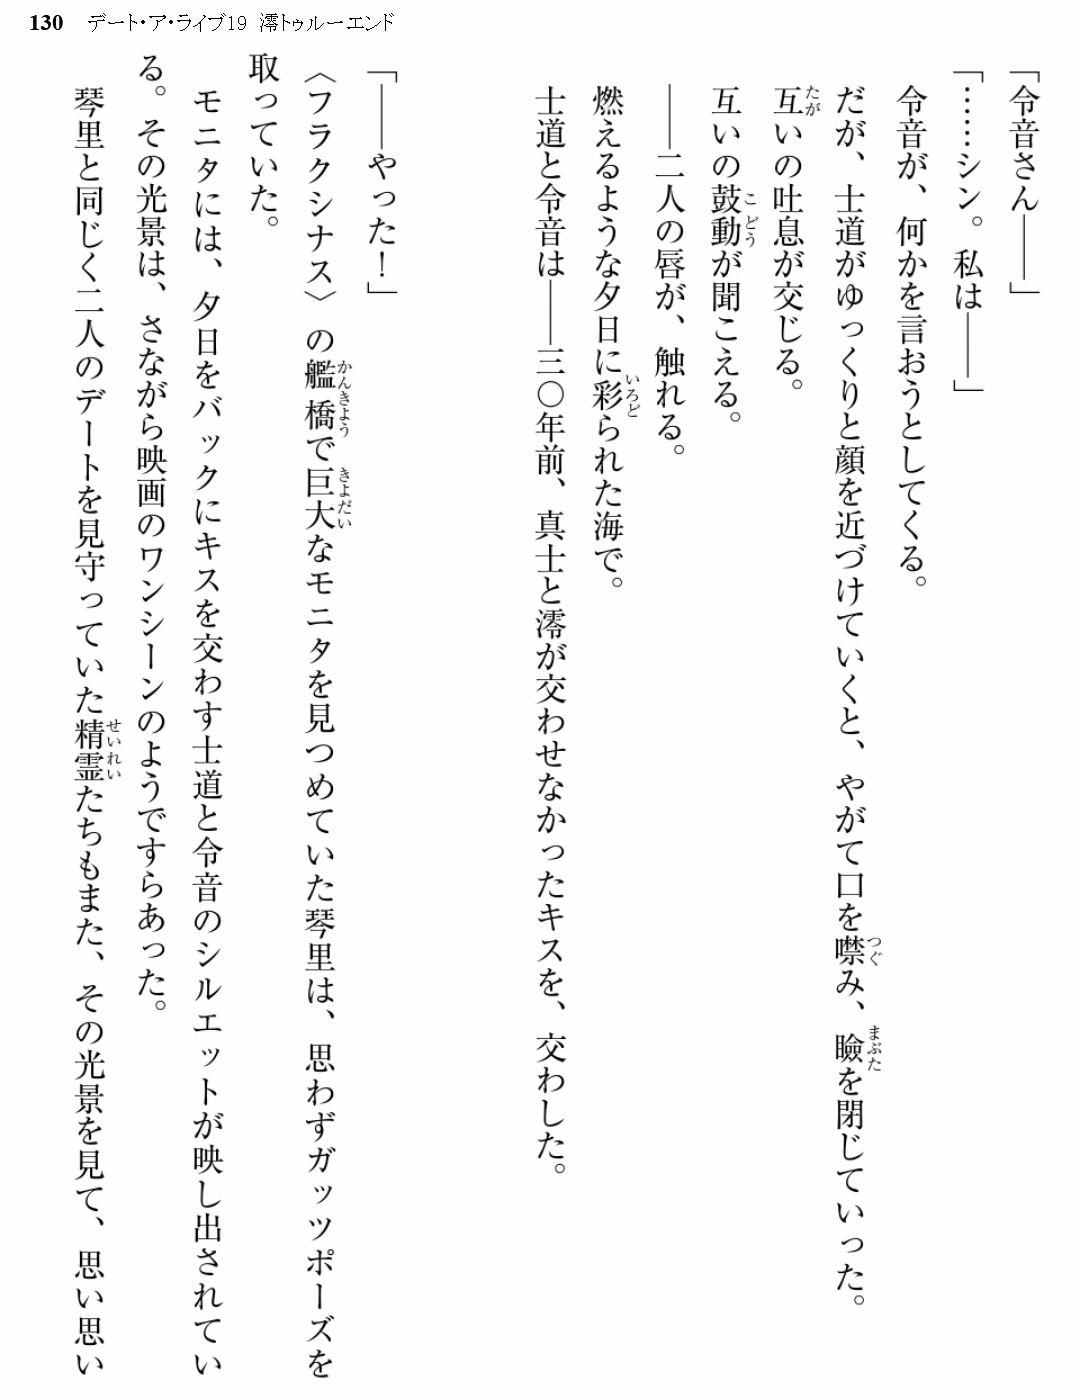 130 デート・ア・ライブ19 澪トゥルーエンド
「令音さん――」
「……シン。私は――」
令音が、何かを言おうとしてくる。
だが、士道がゆっくりと顔を近づけていくと、やがて口を噤み、瞼を閉じていった。
互いの吐息が交じる。
互いの鼓動が聞こえる。
――二人の唇が、触れる。
燃えるような夕日に彩られた海で。
士道と令音は――三〇年前、真士と澪が交わせなかったキスを、交わした。
「――やった！」
〈フラクシナス〉の艦橋で巨大なモニタを見つめていた琴里は、思わずガッツポーズを
取っていた。
モニタには、夕日をバックにキスを交わす士道と令音のシルエットが映し出されてい
る。その光景は、さながら映画のワンシーンのようですらあった。
琴里と同じく二人のデートを見守っていた精霊たちもまた、その光景を見て、思い思い